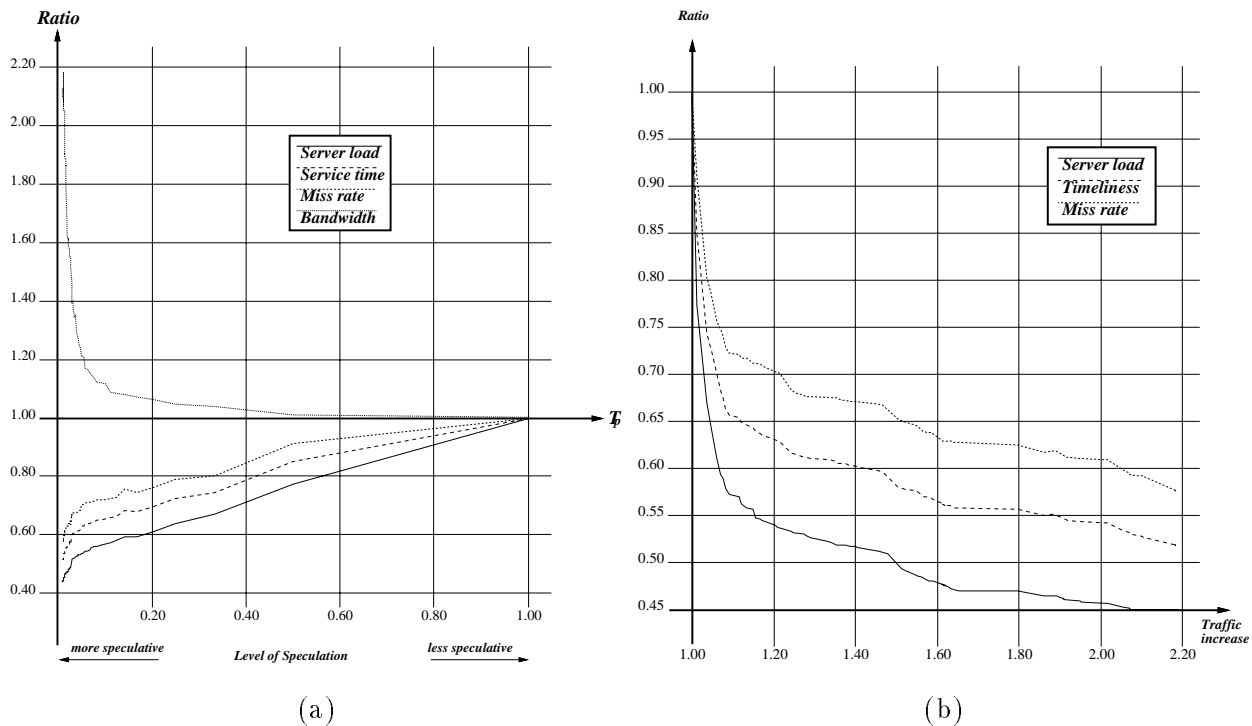 Ratio
2.20
2.00
1.80
1.60
1.40
1.20
1.00
0.80
0.60
0.40
Server load
Service time
Miss rate
Bandwidth
Tp
0.20
0.40
0.60
0.80
1.00
more speculative
Level of Speculation
less speculative
(a)
Ratio
1.00
0.95
0.90
0.85
0.80
0.75
0.70
0.65
0.60
0.55
0.50
0.45
Server load
Timeliness
Miss rate
1.00
1.20
1.40
1.60
1.80
2.00
2.20
Traffic
increase
(b)